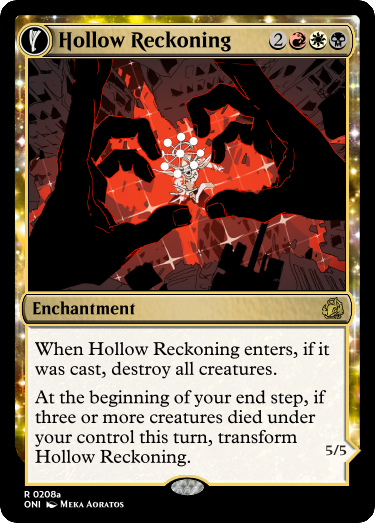 Hollow Reckoning 2
Enchantment
When Hollow Reckoning enters, if it
was cast, destroy all creatures.
At the beginning of your end step, if
three or more creatures died under
your control this turn, transform
Hollow Reckoning.
5/5
R 0208a
ONI Meka Aoratos